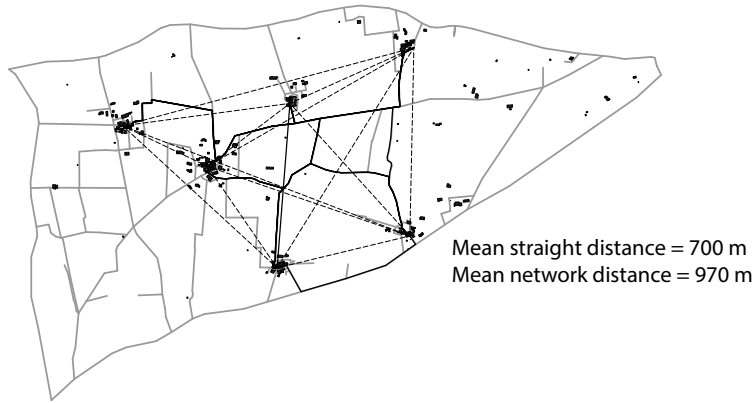 Mean straight distance = 700 m
Mean network distance = 970 m